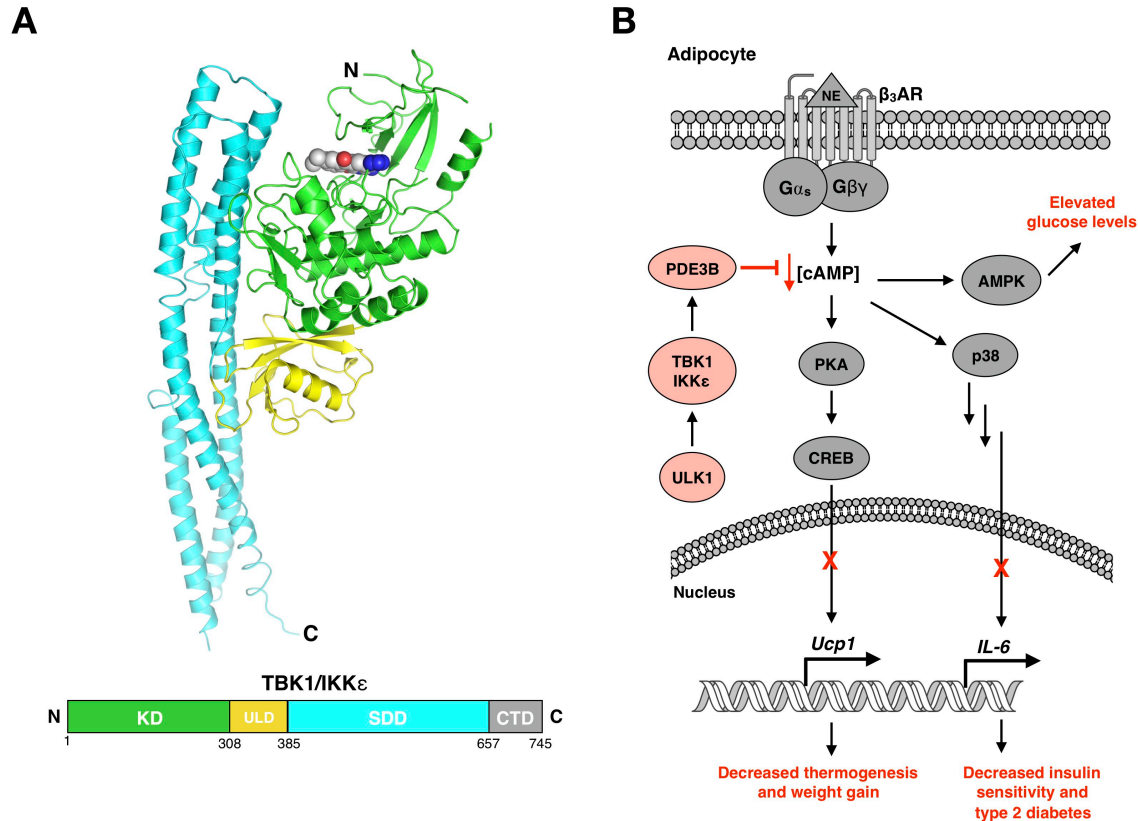 A
N
C
TBK1/IKKε
N
KD
ULD
SDD
CTD
C
1
308
385
657
745
B
Adipocyte
NE
β₃AR
Gαs
Gβγ
Elevated
glucose levels
PDE3B
[cAMP]
AMPK
TBK1
IKKε
PKA
p38
ULK1
CREB
X
X
Nucleus
Ucp1
IL-6
Decreased thermogenesis
and weight gain
Decreased insulin
sensitivity and
type 2 diabetes